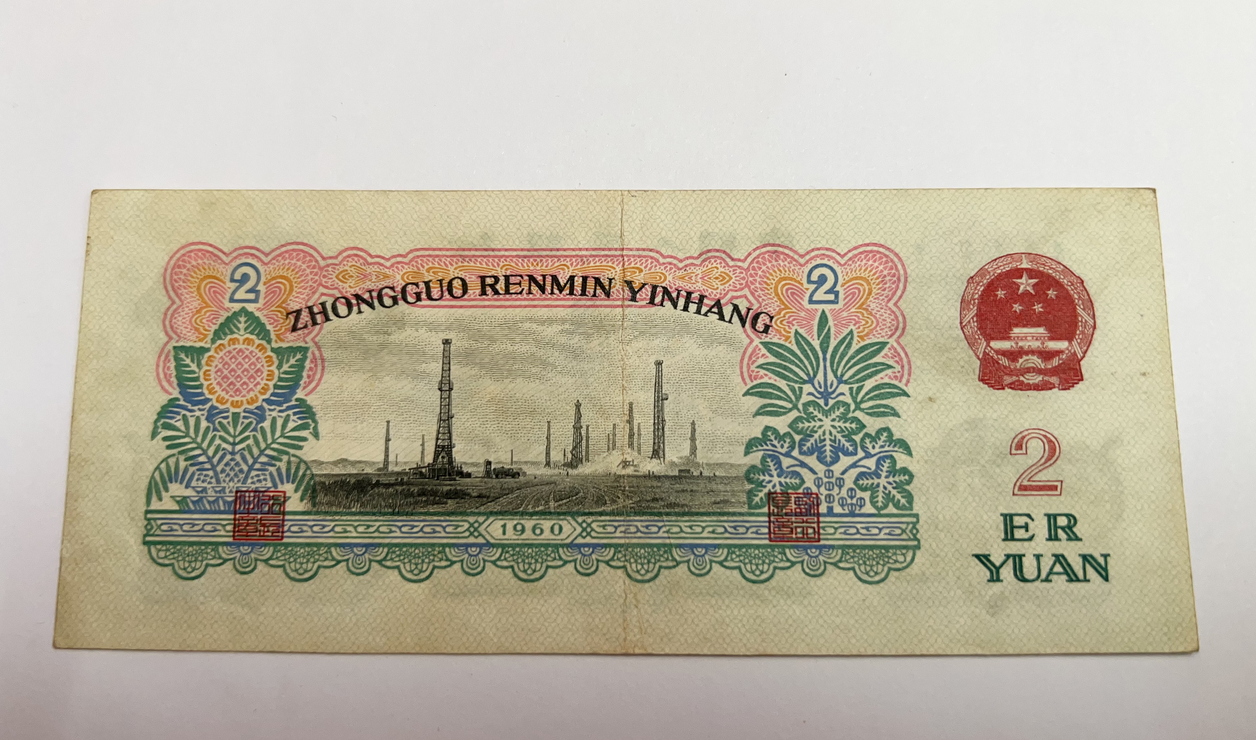 2
2
ZHONGGUO RENMIN YINHANG
1960
2
ER
YUAN